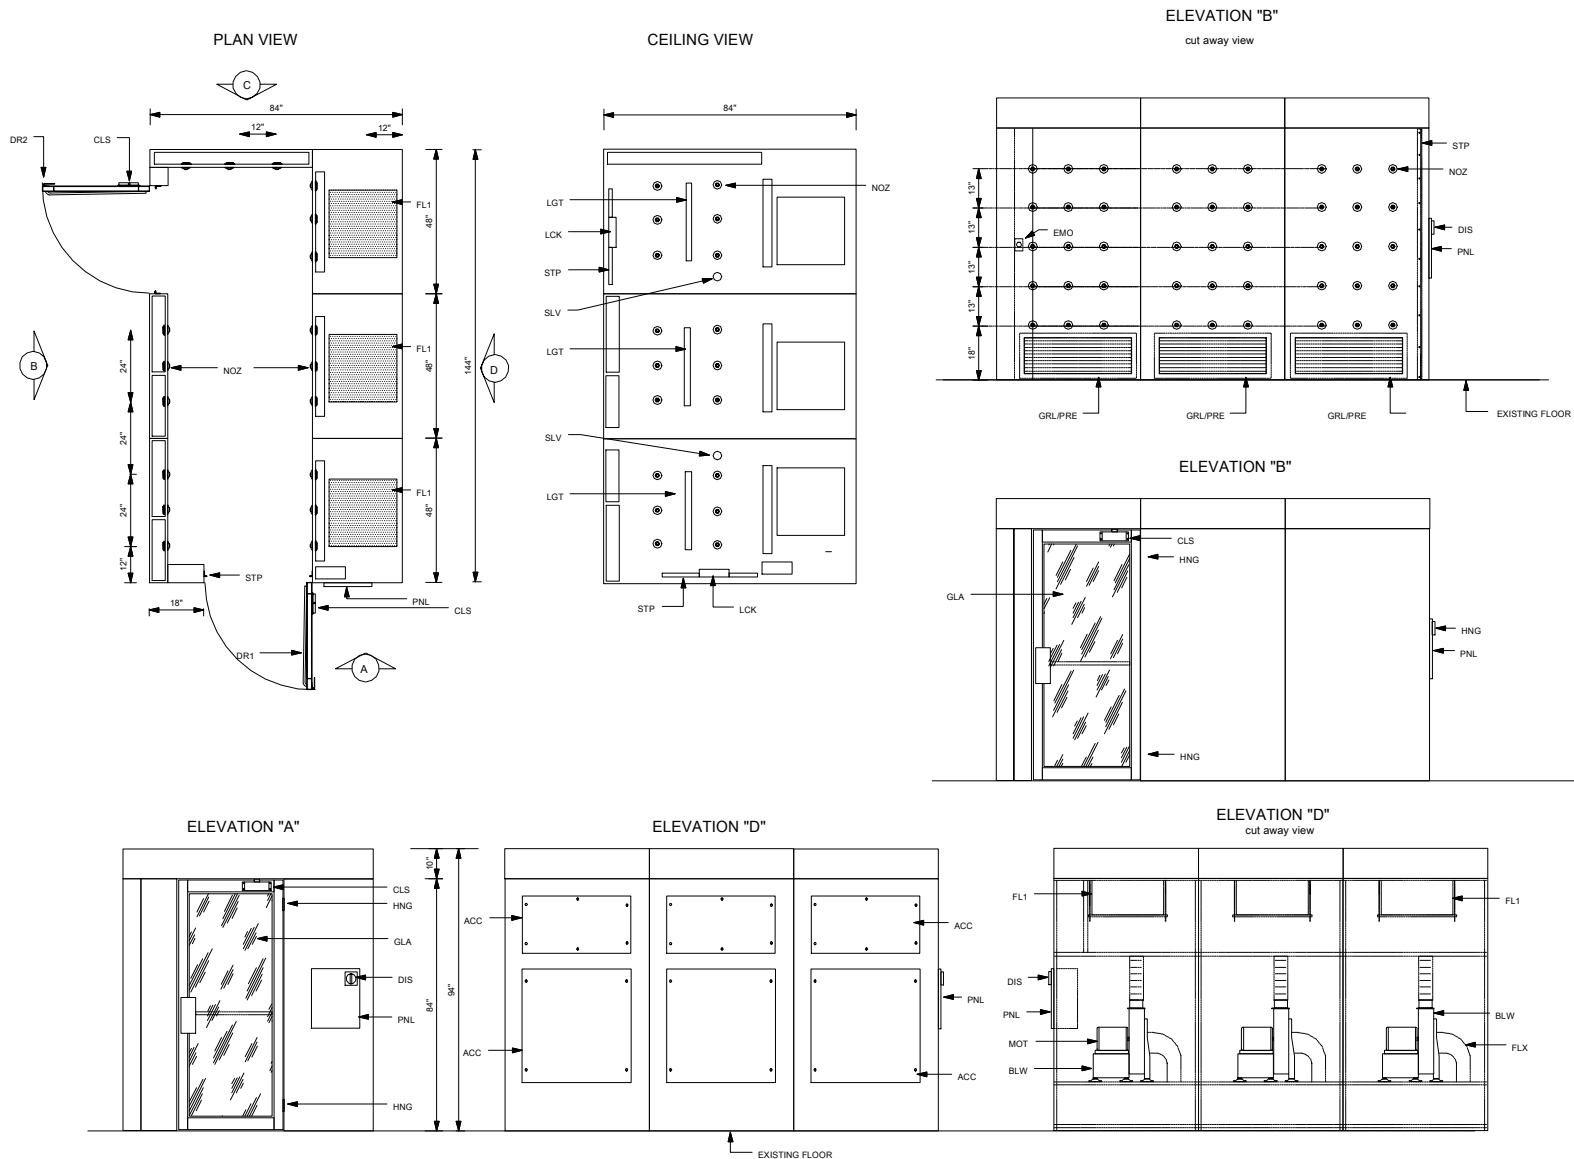 PLAN VIEW
C
84"
12"
12"
DR2
CLS
FL1
48"
FL1
48"
FL1
48"
B
NOZ
24"
24"
24"
12"
144"
D
STP
18"
PNL
CLS
DR1
A
CEILING VIEW
84"
LGT
NOZ
LCK
STP
SLV
LGT
SLV
LGT
STP
LCK
ELEVATION "B"
cut away view
STP
NOZ
13"
13"
13"
13"
18"
EMO
DIS
PNL
GRL/PRE
GRL/PRE
GRL/PRE
EXISTING FLOOR
ELEVATION "B"
CLS
HNG
GLA
HNG
PNL
HNG
ELEVATION "A"
CLS
HNG
GLA
DIS
PNL
HNG
ELEVATION "D"
10"
84"
94"
ACC
ACC
PNL
ACC
ACC
EXISTING FLOOR
ELEVATION "D"
cut away view
FL1
FL1
DIS
PNL
BLW
MOT
FLX
BLW